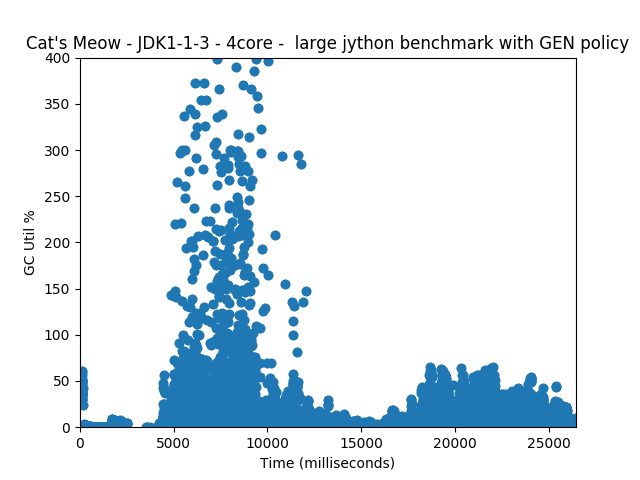 Cat's Meow - JDK1-1-3 - 4core -  large jython benchmark with GEN policy
400
350
300
250
200
150
100
50
0
GC Util %
0 5000 10000 15000 20000 25000
Time (milliseconds)